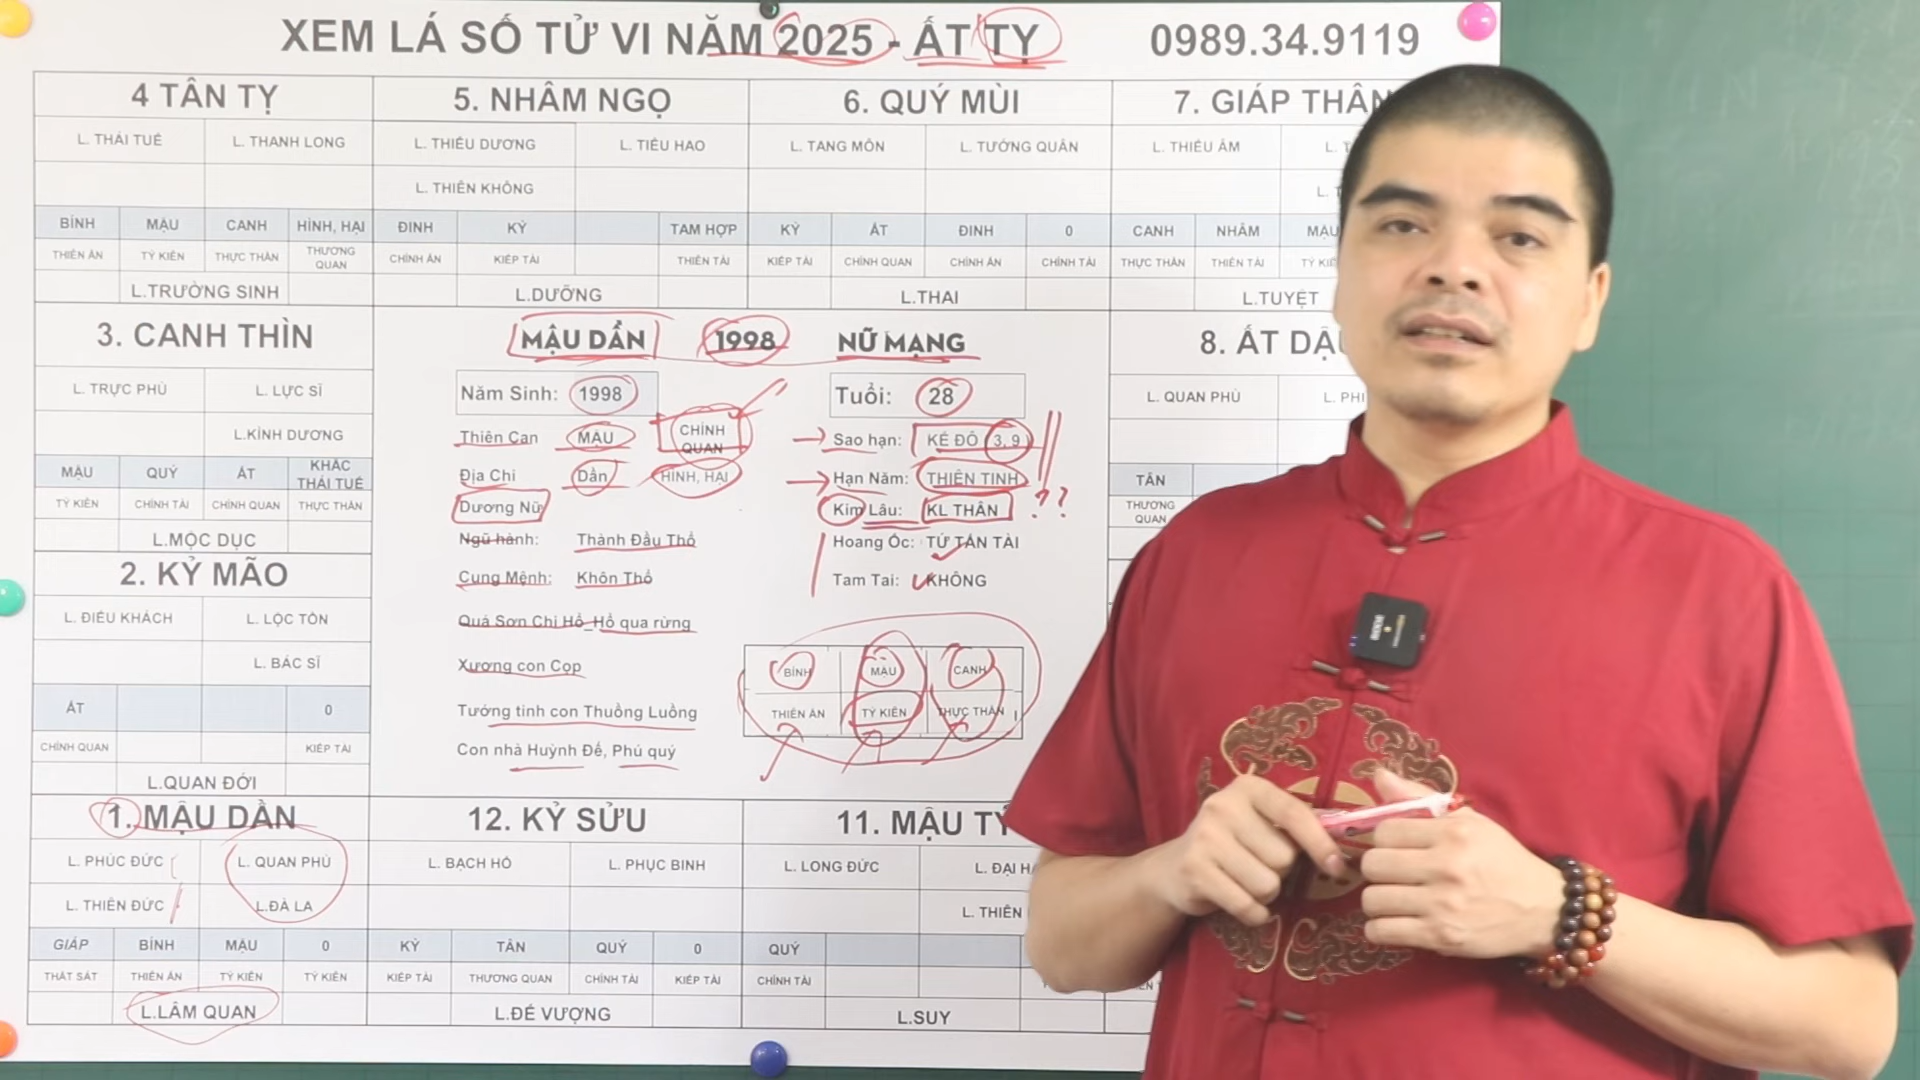 XEM LÁ SỐ TỬ VI NĂM 2025 - ẤT TỴ 0989.34.9119
4 TÂN TỴ
L. THÁI TUẾ L. THANH LONG
BÍNH MẬU CANH HÌNH, HẠI
THIÊN ẤN TỶ KIÊN THỰC THẦN THƯƠNG QUAN
L.TRƯỜNG SINH
5. NHÂM NGỌ
L. THIẾU DƯƠNG L. TIỂU HAO
L. THIÊN KHÔNG
ĐINH KỶ TAM HỢP
CHÍNH ẤN KIẾP TÀI THIÊN TÀI
L.DƯỠNG
6. QUÝ MÙI
L. TANG MÔN L. TƯỚNG QUÂN
KỶ ẤT ĐINH 0
KIẾP TÀI CHÍNH QUAN CHÍNH ẤN CHÍNH TÀI
L.THAI
7. GIÁP THÂN
L. THIẾU ÂM
CANH NHÂM MẬU
THỰC THẦN THIÊN TÀI
L.TUYỆT
3. CANH THÌN
L. TRỰC PHÙ L. LỰC SĨ
L.KÌNH DƯƠNG
MẬU QUÝ ẤT KHẮC THÁI TUẾ
TỶ KIÊN CHÍNH TÀI CHÍNH QUAN THỰC THẦN
L.MỘC DỤC
MẬU DẦN 1998 NỮ MẠNG
Năm Sinh: 1998 Tuổi: 28
Thiên Can MẬU CHÍNH QUAN Sao hạn: KẾ ĐÔ 3, 9
Địa Chi Dần HÌNH, HẠI Hạn Năm: THIÊN TINH
Dương Nữ Kim Lâu: KL THÂN ??
Ngũ hành: Thành Đầu Thổ Hoang Ốc: TỨ TẤN TÀI
Cung Mệnh: Khôn Thổ Tam Tai: KHÔNG
Quá Sơn Chi Hổ_Hổ qua rừng
Xương con Cọp
Tướng tinh con Thuồng Luồng
Con nhà Huỳnh Đế, Phú quý
BÍNH MẬU CANH
THIÊN ẤN TỶ KIÊN THỰC THẦN
8. ẤT DẬU
L. QUAN PHÙ
TÂN
THƯƠNG QUAN
2. KỶ MÃO
L. ĐIẾU KHÁCH L. LỘC TỒN
L. BÁC SĨ
ẤT 0
CHÍNH QUAN KIẾP TÀI
L.QUAN ĐỚI
1. MẬU DẦN
L. PHÚC ĐỨC L. QUAN PHỦ
L. THIÊN ĐỨC L.ĐÀ LA
GIÁP BÍNH MẬU 0
THẤT SÁT THIÊN ẤN TỶ KIÊN TỶ KIÊN
L.LÂM QUAN
12. KỶ SỬU
L. BẠCH HỔ L. PHỤC BINH
KỶ TÂN QUÝ 0
KIẾP TÀI THƯƠNG QUAN CHÍNH TÀI KIẾP TÀI
L.ĐẾ VƯỢNG
11. MẬU TÝ
L. LONG ĐỨC
L. THIÊN
QUÝ
CHÍNH TÀI
L.SUY